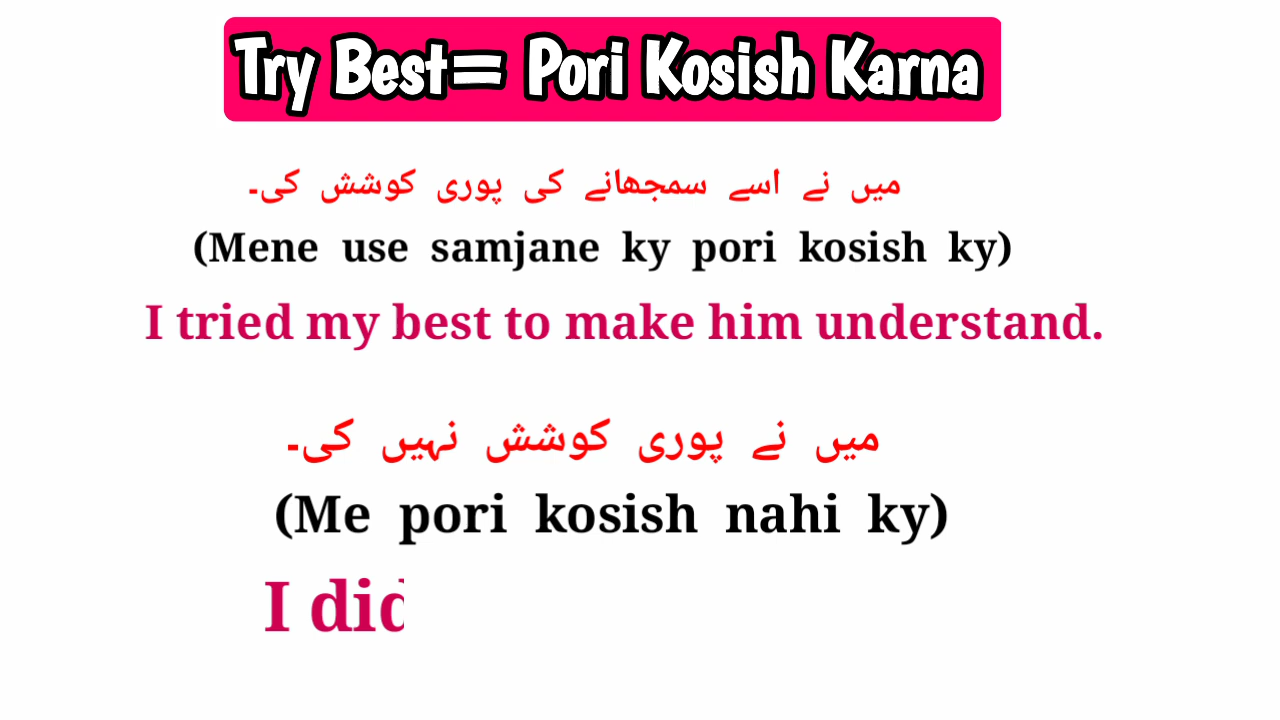 Try Best= Pori Kosish Karna
میں نے اسے سمجھانے کی پوری کوشش کی۔
(Mene use samjane ky pori kosish ky)
I tried my best to make him understand.
میں نے پوری کوشش نہیں کی۔
(Me pori kosish nahi ky)
I did